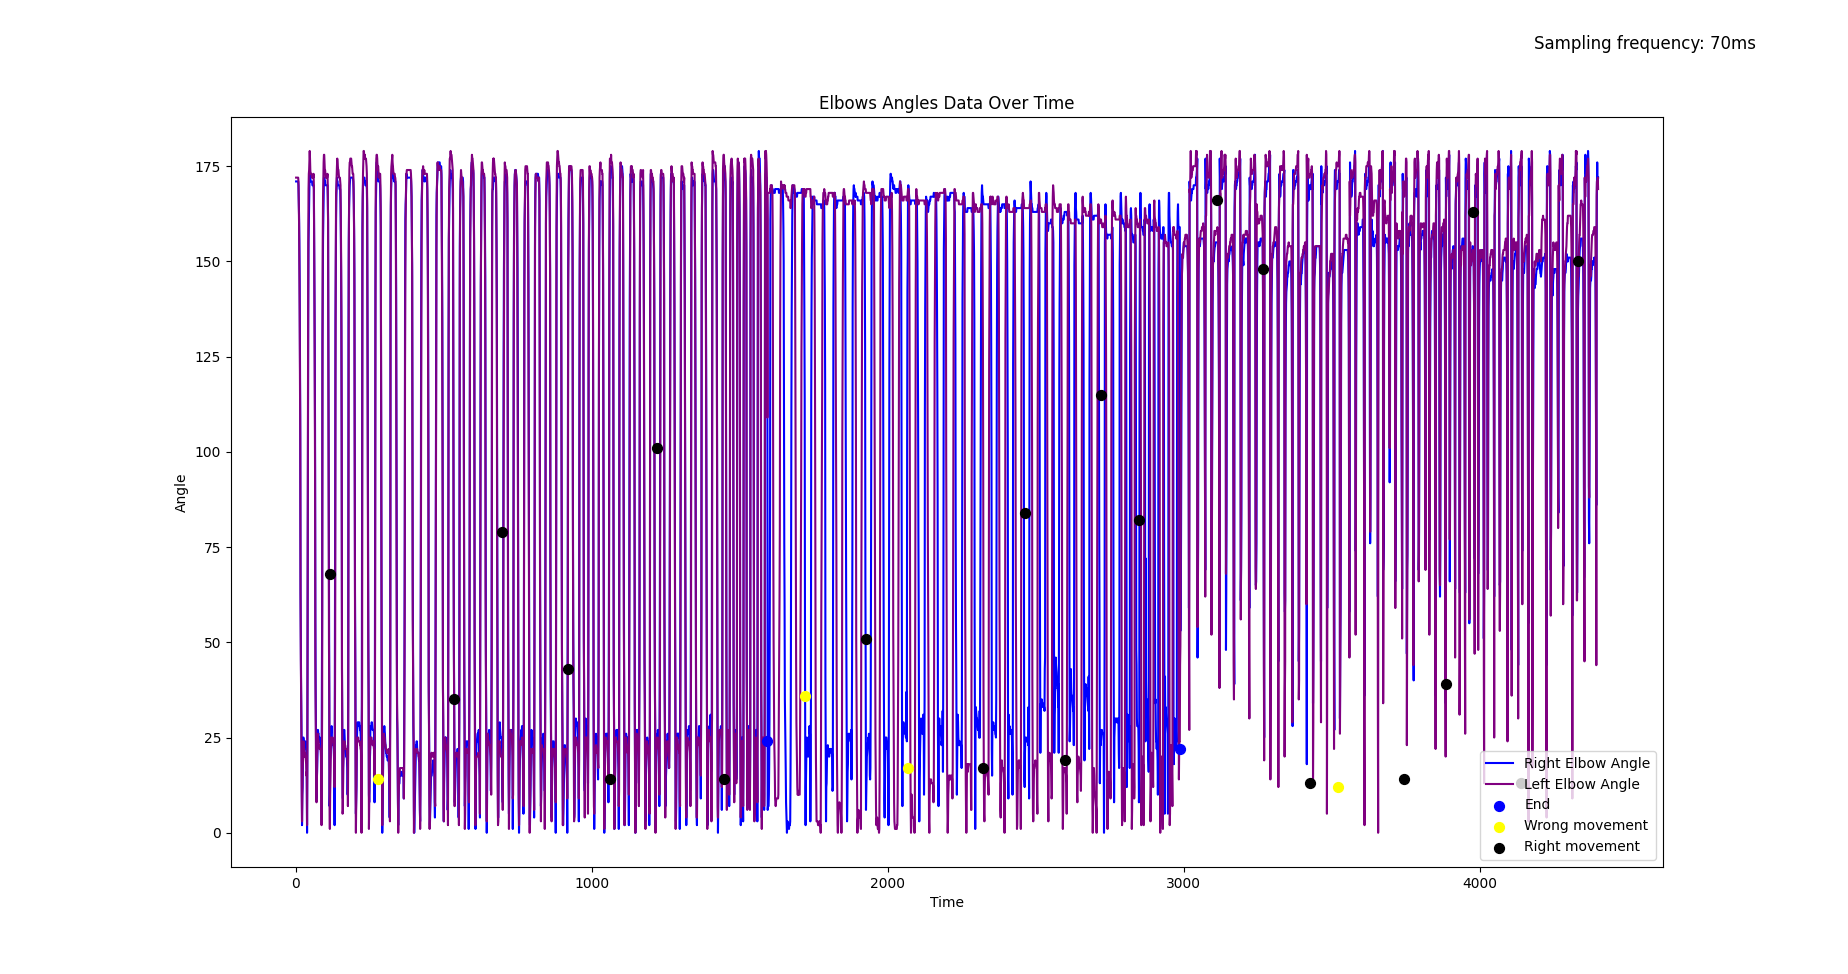 Sampling frequency: 70ms
Elbows Angles Data Over Time
175
150
125
100
75
50
25
0
Angle
0 1000 2000 3000 4000
Time
Right Elbow Angle
Left Elbow Angle
End
Wrong movement
Right movement